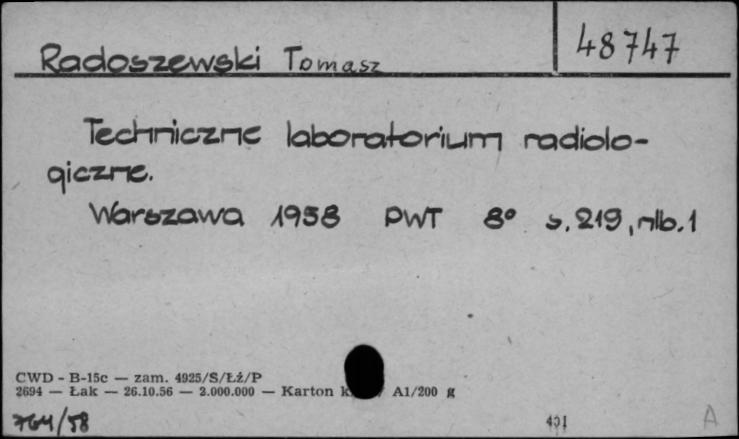 Radoszewski Tomasz 48747
Techniczne laboratorium radiolo-
giczne.
Warszawa 1958 PWT 8° s. 219, nlb. 1
CWD - B-15c — zam. 4925/S/Łż/P
2694 — Łak — 26.10.56 — 2.000.000 — Karton A1/200 g
764/58
401
A